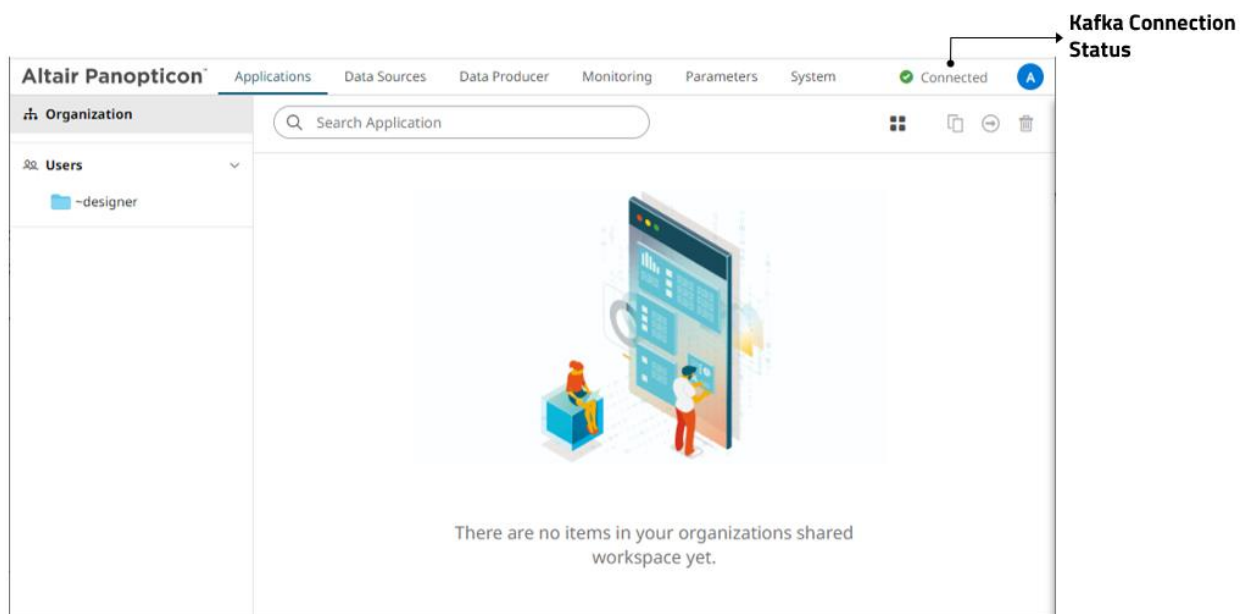 Kafka Connection
Status
Altair Panopticon™ Applications Data Sources Data Producer Monitoring Parameters System Connected A
Organization
Search Application
Users
~designer
There are no items in your organizations shared
workspace yet.